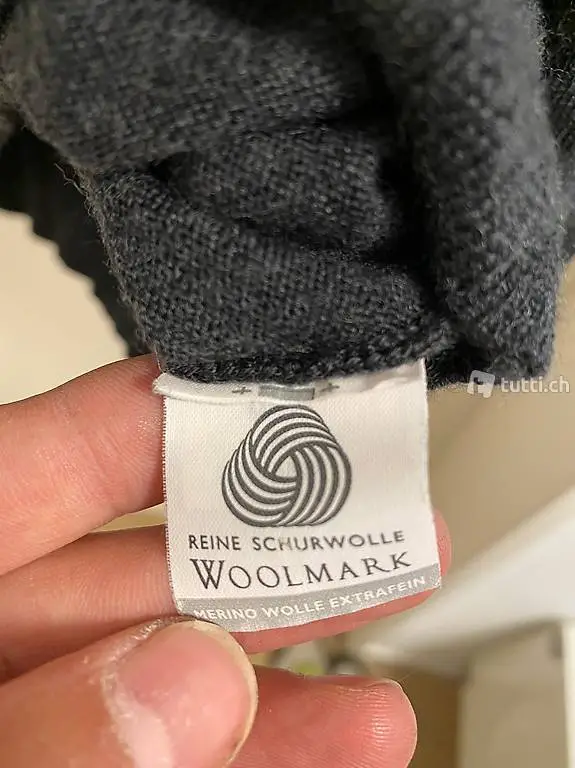 tutti.ch
REINE SCHURWOLLE
WOOLMARK
MERINO WOLLE EXTRAFEIN